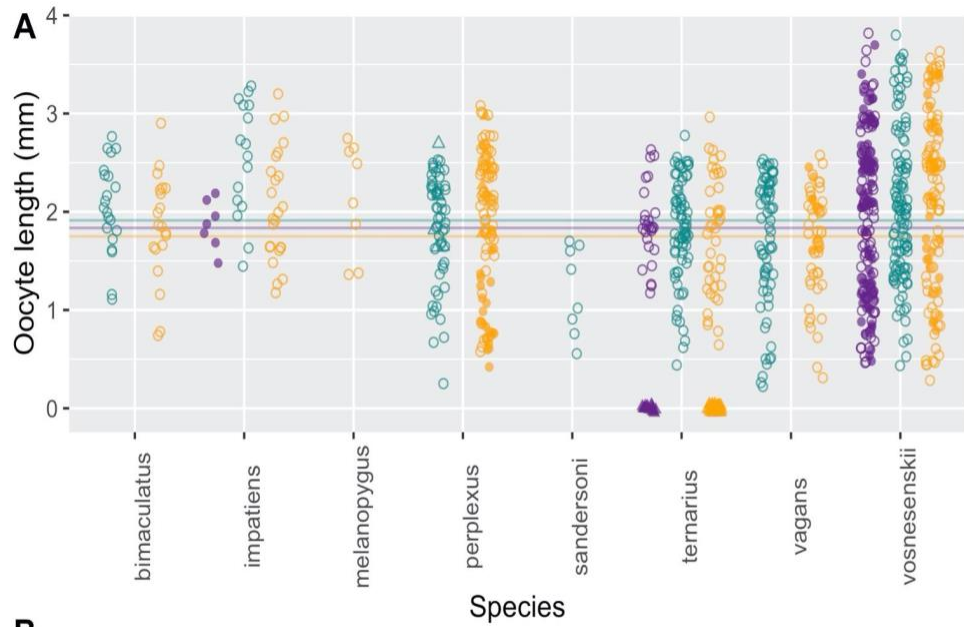 A
Oocyte length (mm)
4
3
2
1
0
bimaculatus
impatiens
melanopygus
perplexus
sandersoni
ternarius
vagans
vosnesenskii
Species